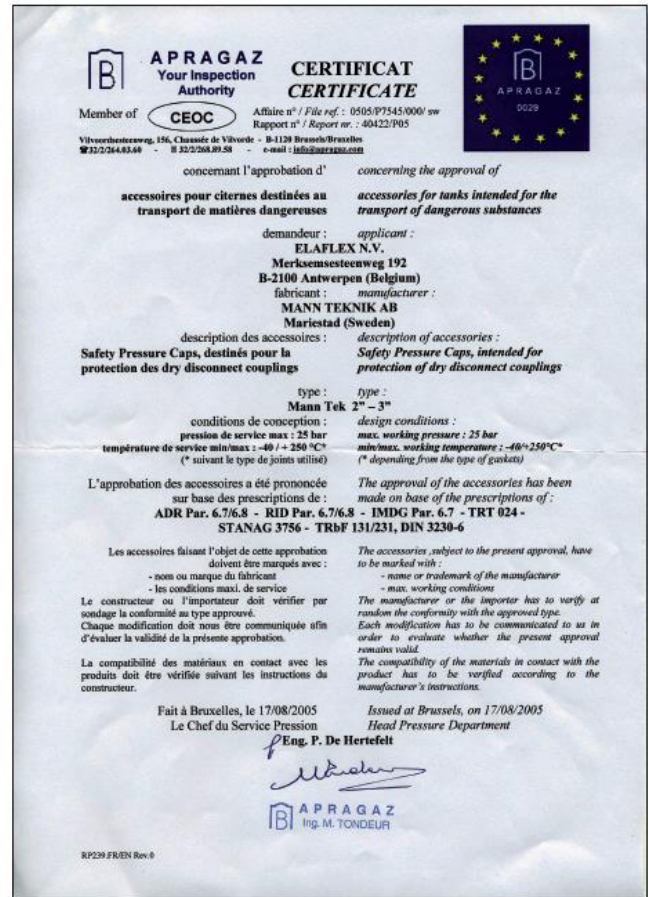 APRAGAZ
Your Inspection
Authority
Member of CEOC
CERTIFICAT
CERTIFICATE
Affaire n° / File ref. : 0505/P7545/000/ sw
Rapport n° / Report nr. : 40422/P05
APRAGAZ
0029
Vilvoordsesteenweg, 156, Chaussée de Vilvorde - B-1120 Brussels/Bruxelles
☎32/2/264.03.60 - 32/2/268.89.58 - e-mail : info@apragaz.com
concernant l'approbation d' concerning the approval of
accessoires pour citernes destinées au accessories for tanks intended for the
transport de matières dangereuses transport of dangerous substances
demandeur : applicant :
ELAFLEX N.V.
Merksemsesteenweg 192
B-2100 Antwerpen (Belgium)
fabricant : manufacturer :
MANN TEKNIK AB
Mariestad (Sweden)
description des accessoires : description of accessories :
Safety Pressure Caps, destinés pour la Safety Pressure Caps, intended for
protection des dry disconnect couplings protection of dry disconnect couplings
type : type :
Mann Tek 2" – 3"
conditions de conception : design conditions :
pression de service max : 25 bar max. working pressure : 25 bar
température de service min/max : -40 / + 250 °C* min/max. working temperature : -40/+250°C*
(* suivant le type de joints utilisé) (* depending from the type of gaskets)
L'approbation des accessoires a été prononcée The approval of the accessories has been
sur base des prescriptions de : made on base of the prescriptions of :
ADR Par. 6.7/6.8 - RID Par. 6.7/6.8 - IMDG Par. 6.7 - TRT 024 -
STANAG 3756 - TRbF 131/231, DIN 3230-6
Les accessoires faisant l'objet de cette approbation
doivent être marqués avec :
- nom ou marque du fabricant
- les conditions maxi. de service
Le constructeur ou l'importateur doit vérifier par
sondage la conformité au type approuvé.
Chaque modification doit nous être communiquée afin
d'évaluer la validité de la présente approbation.
La compatibilité des matériaux en contact avec les
produits doit être vérifiée suivant les instructions du
constructeur.
The accessories ,subject to the present approval, have
to be marked with :
- name or trademark of the manufacturer
- max. working conditions
The manufacturer or the importer has to verify at
random the conformity with the approved type.
Each modification has to be communicated to us in
order to evaluate whether the present approval
remains valid.
The compatibility of the materials in contact with the
product has to be verified according to the
manufacturer's instructions.
Fait à Bruxelles, le 17/08/2005 Issued at Brussels, on 17/08/2005
Le Chef du Service Pression Head Pressure Department
Eng. P. De Hertefelt
APRAGAZ
Ing. M. TONDEUR
RP239.FR/EN Rev.0